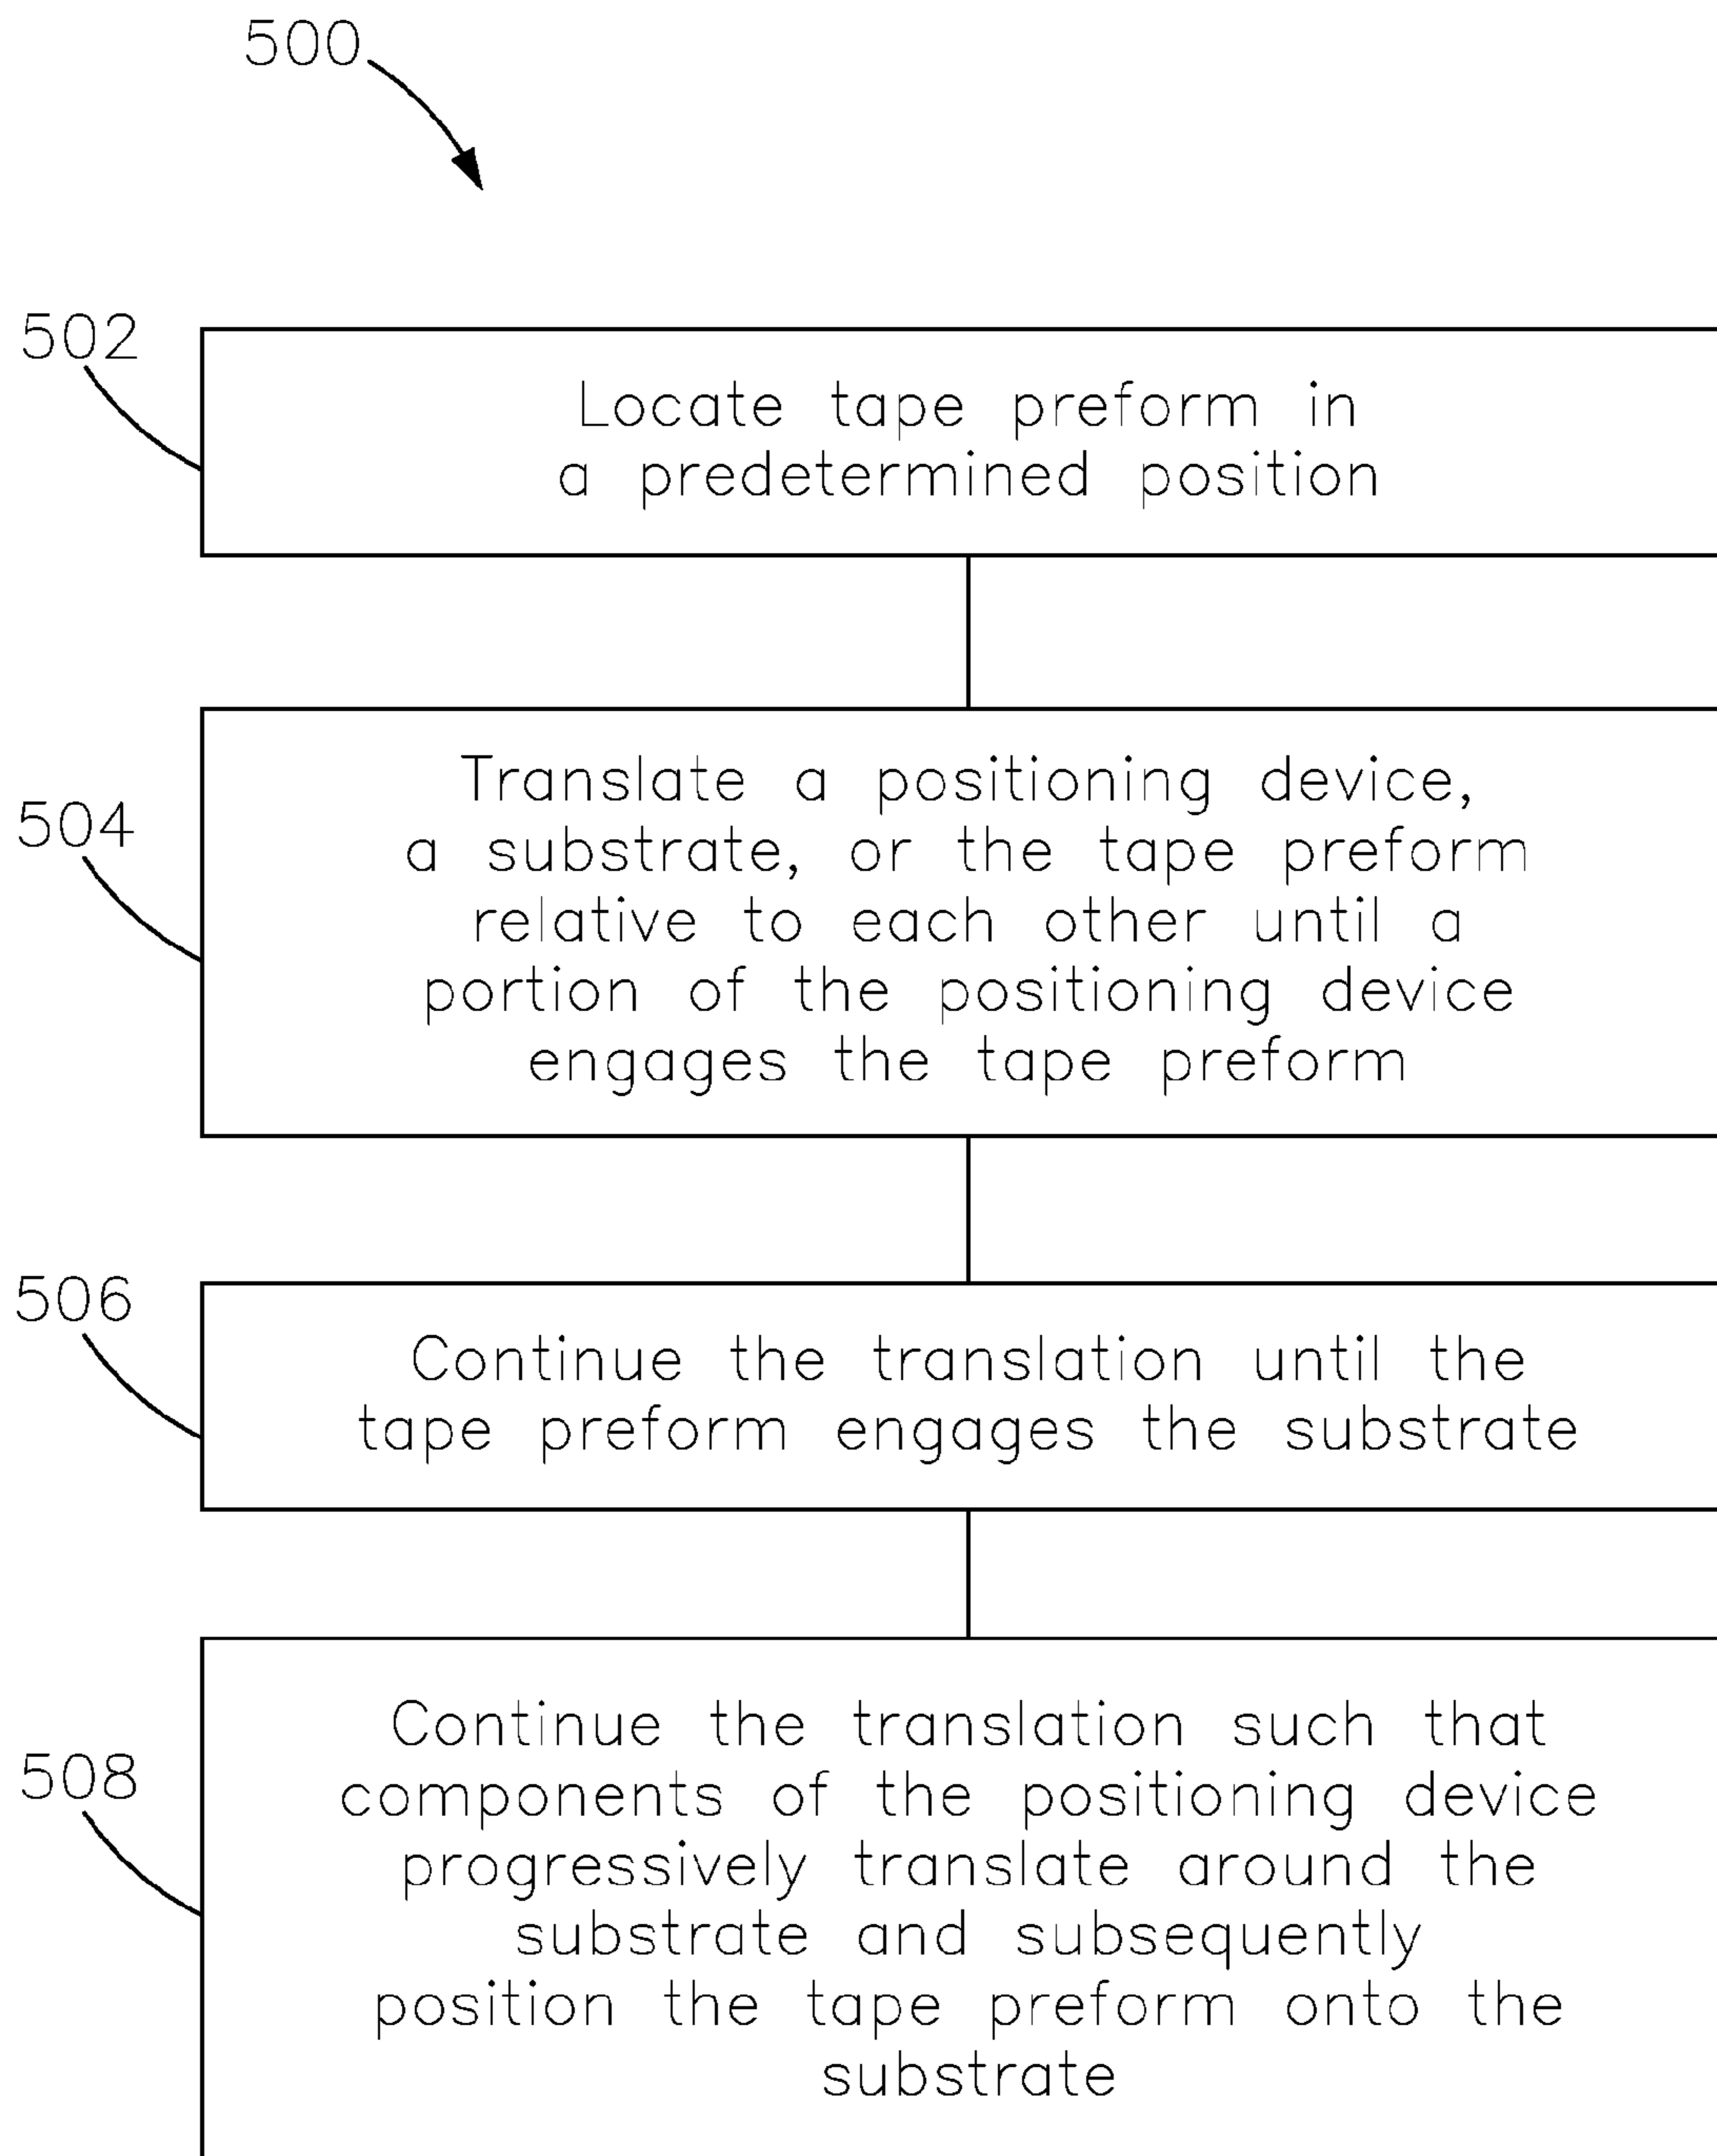 500
502
Locate tape preform in
a predetermined position
504
Translate a positioning device,
a substrate, or the tape preform
relative to each other until a
portion of the positioning device
engages the tape preform
506
Continue the translation until the
tape preform engages the substrate
508
Continue the translation such that
components of the positioning device
progressively translate around the
substrate and subsequently
position the tape preform onto the
substrate